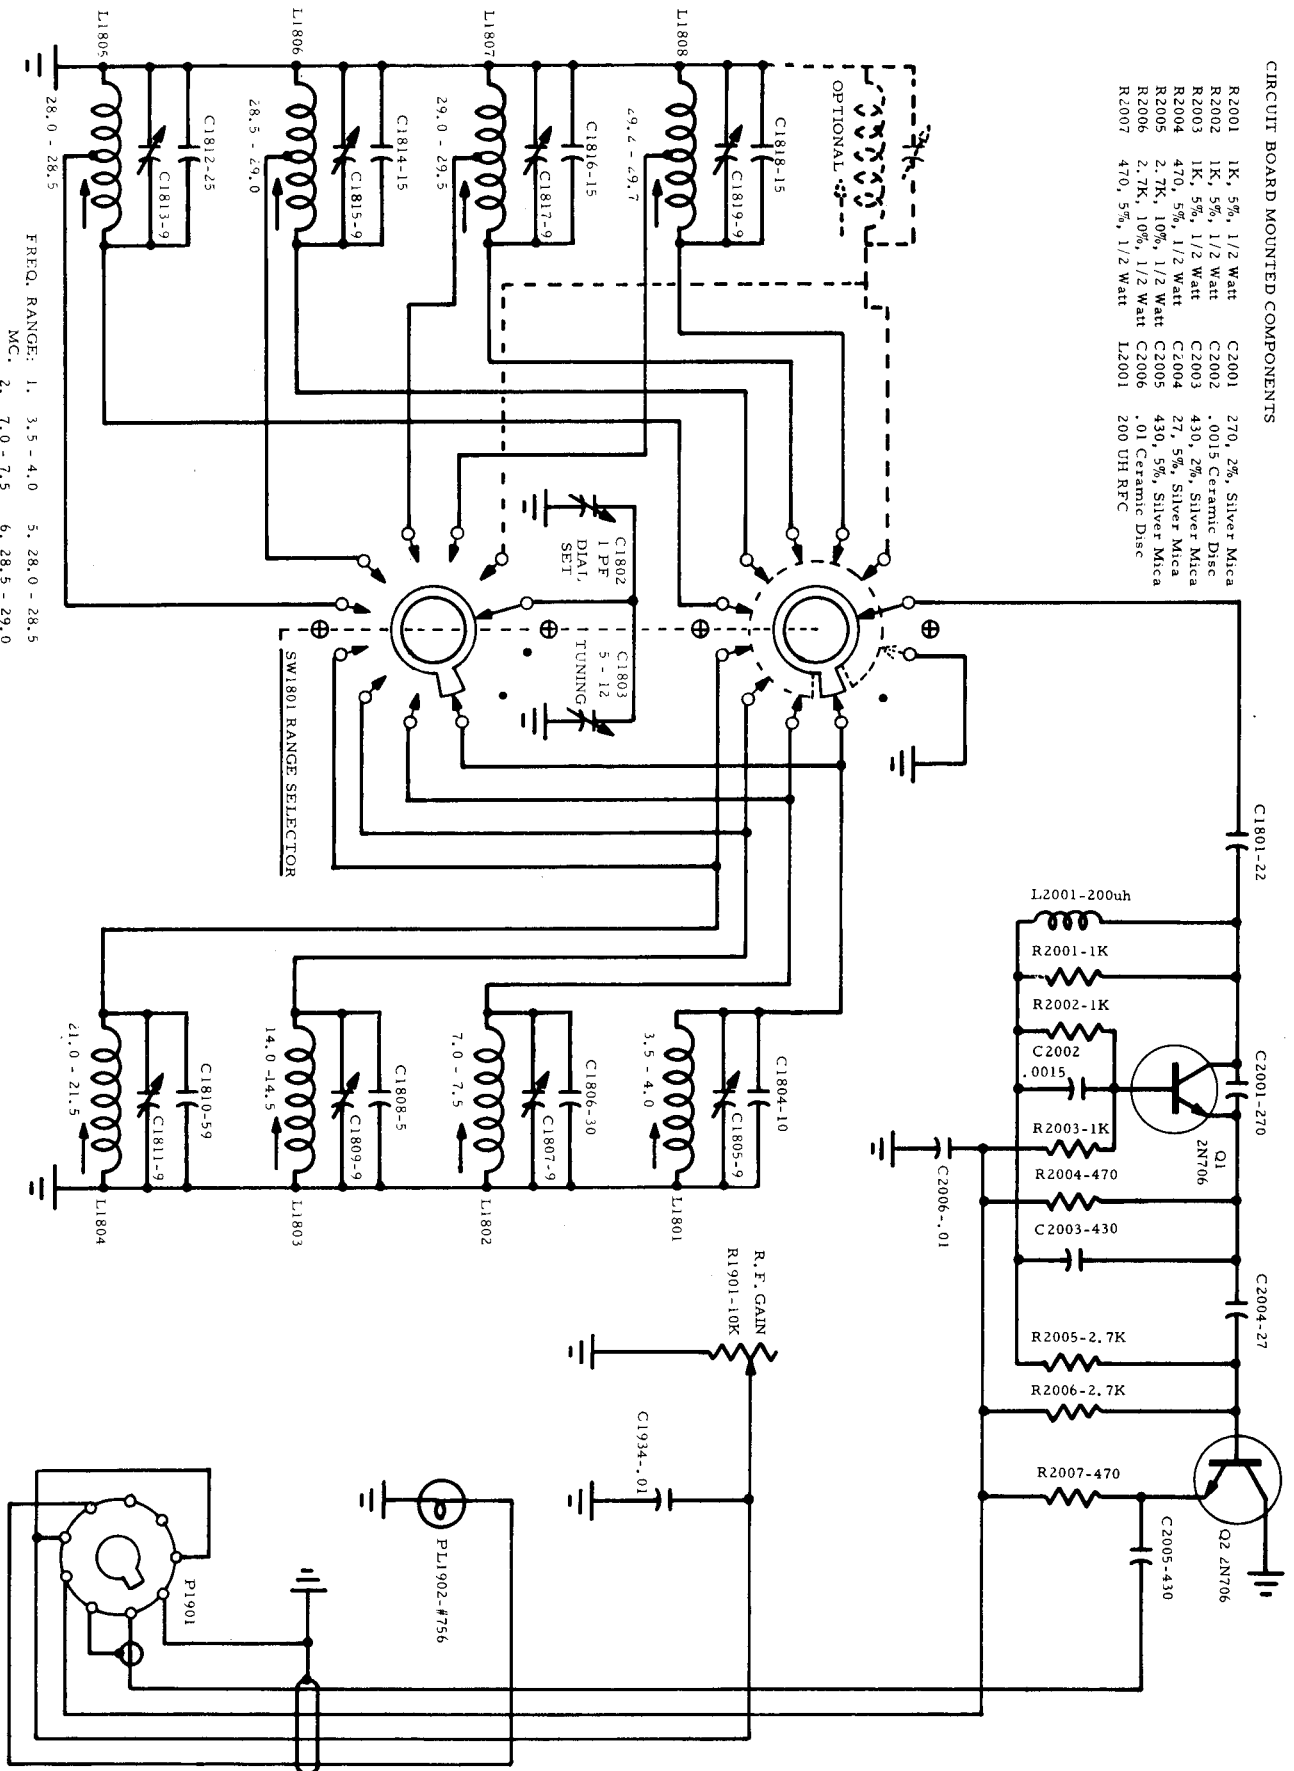 CIRCUIT BOARD MOUNTED COMPONENTS
R2001 1K, 5%, 1/2 Watt C2001 270, 2%, Silver Mica
R2002 1K, 5%, 1/2 Watt C2002 .0015 Ceramic Disc
R2003 1K, 5%, 1/2 Watt C2003 430, 2%, Silver Mica
R2004 470, 5%, 1/2 Watt C2004 27, 5%, Silver Mica
R2005 2.7K, 10%, 1/2 Watt C2005 430, 5%, Silver Mica
R2006 2.7K, 10%, 1/2 Watt C2006 .01 Ceramic Disc
R2007 470, 5%, 1/2 Watt L2001 200 UH RFC
C1801-22
L2001-200uh
R2001-1K
R2002-1K
C2002
.0015
R2003-1K
R2004-470
C2003-430
R2005-2.7K
R2006-2.7K
R2007-470
C2001-270
Q1
2N706
C2004-27
C2006-.01
Q2 2N706
C2005-430
OPTIONAL
L1808
C1818-15
C1819-9
29.2 - 29.7
L1807
C1816-15
C1817-9
29.0 - 29.5
L1806
C1814-15
C1815-9
28.5 - 29.0
L1805
C1812-25
C1813-9
28.0 - 28.5
C1802
1 PF
DIAL
SET
C1803
5 - 12
TUNING
SW1801 RANGE SELECTOR
C1804-10
C1805-9
3.5 - 4.0
L1801
C1806-30
C1807-9
7.0 - 7.5
L1802
C1808-5
C1809-9
14.0 -14.5
L1803
C1810-59
C1811-9
21.0 - 21.5
L1804
R.F. GAIN
R1901-10K
C1934-.01
PL1902-#756
P1901
FREQ. RANGE: 1. 3.5 - 4.0 5. 28.0 - 28.5
MC. 2. 7.0 - 7.5 6. 28.5 - 29.0